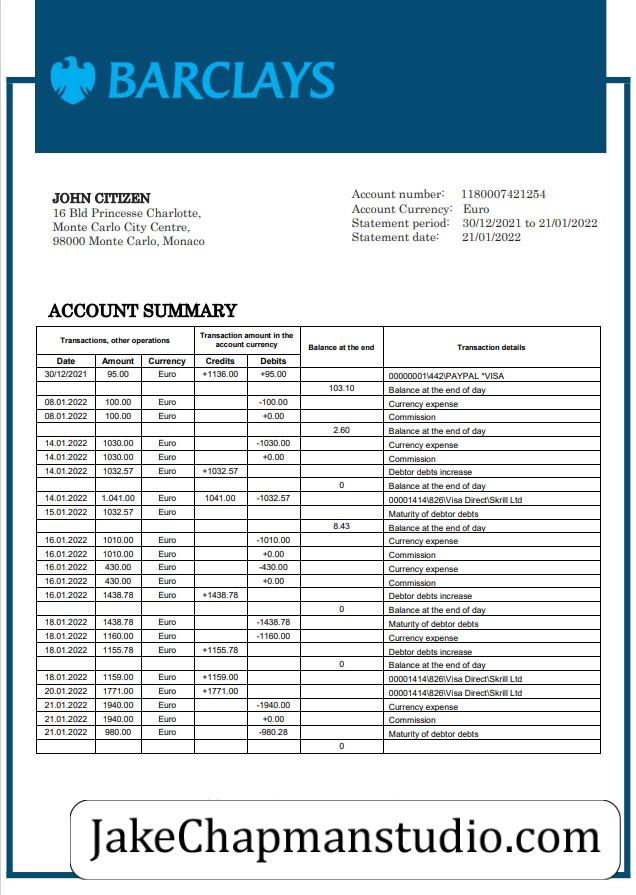 BARCLAYS
JOHN CITIZEN
16 Bld Princesse Charlotte,
Monte Carlo City Centre,
98000 Monte Carlo, Monaco
Account number: 1180007421254
Account Currency: Euro
Statement period: 30/12/2021 to 21/01/2022
Statement date: 21/01/2022
ACCOUNT SUMMARY
Transactions, other operations | Transaction amount in the account currency | Balance at the end | Transaction details
Date | Amount | Currency | Credits | Debits
30/12/2021 95.00 Euro +1136.00 +95.00 00000001\442\PAYPAL "VISA
103.10 Balance at the end of day
08.01.2022 100.00 Euro -100.00 Currency expense
08.01.2022 100.00 Euro +0.00 Commission
2.60 Balance at the end of day
14.01.2022 1030.00 Euro -1030.00 Currency expense
14.01.2022 1030.00 Euro +0.00 Commission
14.01.2022 1032.57 Euro +1032.57 Debtor debts increase
0 Balance at the end of day
14.01.2022 1.041.00 Euro 1041.00 -1032.57 00001414\826\Visa Direct\Skrill Ltd
15.01.2022 1032.57 Euro Maturity of debtor debts
8.43 Balance at the end of day
16.01.2022 1010.00 Euro -1010.00 Currency expense
16.01.2022 1010.00 Euro +0.00 Commission
16.01.2022 430.00 Euro -430.00 Currency expense
16.01.2022 430.00 Euro +0.00 Commission
16.01.2022 1438.78 Euro +1438.78 Debtor debts increase
0 Balance at the end of day
18.01.2022 1438.78 Euro -1438.78 Maturity of debtor debts
18.01.2022 1160.00 Euro -1160.00 Currency expense
18.01.2022 1155.78 Euro +1155.78 Debtor debts increase
0 Balance at the end of day
18.01.2022 1159.00 Euro +1159.00 00001414\826\Visa Direct\Skrill Ltd
20.01.2022 1771.00 Euro +1771.00 00001414\826\Visa Direct\Skrill Ltd
21.01.2022 1940.00 Euro -1940.00 Currency expense
21.01.2022 1940.00 Euro +0.00 Commission
21.01.2022 980.00 Euro -980.28 Maturity of debtor debts
0
JakeChapmanstudio.com